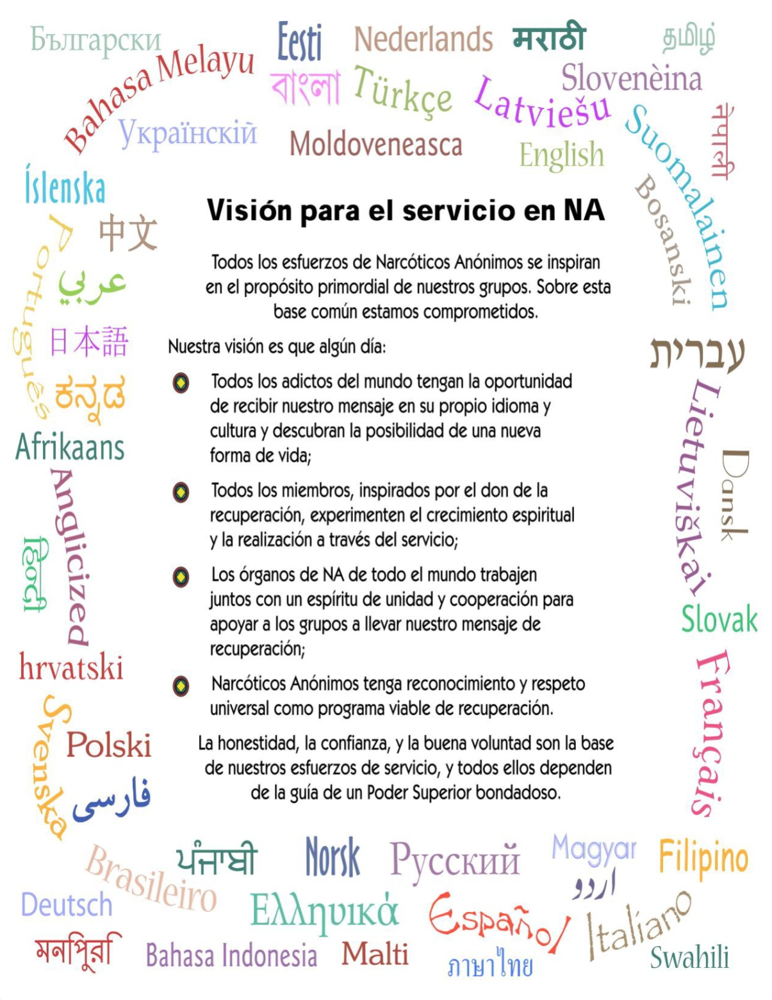 Български
Eesti
Nederlands
मराठी
தமிழ்
Bahasa Melayu
বাংলা
Türkçe
Latviešu
Slovenèina
Українскій
Moldoveneasca
English
Suomalainen
नेपाली
Íslenska
Bosanski
Português
中文
عربي
日本語
ಕನ್ನಡ
Afrikaans
Anglicized
हिन्दी
hrvatski
Svenska
Polski
فارسی
Visión para el servicio en NA
Todos los esfuerzos de Narcóticos Anónimos se inspiran
en el propósito primordial de nuestros grupos. Sobre esta
base común estamos comprometidos.
Nuestra visión es que algún día:
Todos los adictos del mundo tengan la oportunidad
de recibir nuestro mensaje en su propio idioma y
cultura y descubran la posibilidad de una nueva
forma de vida;
Todos los miembros, inspirados por el don de la
recuperación, experimenten el crecimiento espiritual
y la realización a través del servicio;
Los órganos de NA de todo el mundo trabajen
juntos con un espíritu de unidad y cooperación para
apoyar a los grupos a llevar nuestro mensaje de
recuperación;
Narcóticos Anónimos tenga reconocimiento y respeto
universal como programa viable de recuperación.
La honestidad, la confianza, y la buena voluntad son la base
de nuestros esfuerzos de servicio, y todos ellos dependen
de la guía de un Poder Superior bondadoso.
עברית
Lietuviškai
Dansk
Slovak
Français
Brasileiro
ਪੰਜਾਬੀ
Norsk
Русский
Magyar
Filipino
اردو
Deutsch
Ελληυικά
Español
Italiano
মনিপুরি
Bahasa Indonesia
Malti
ภาษาไทย
Swahili